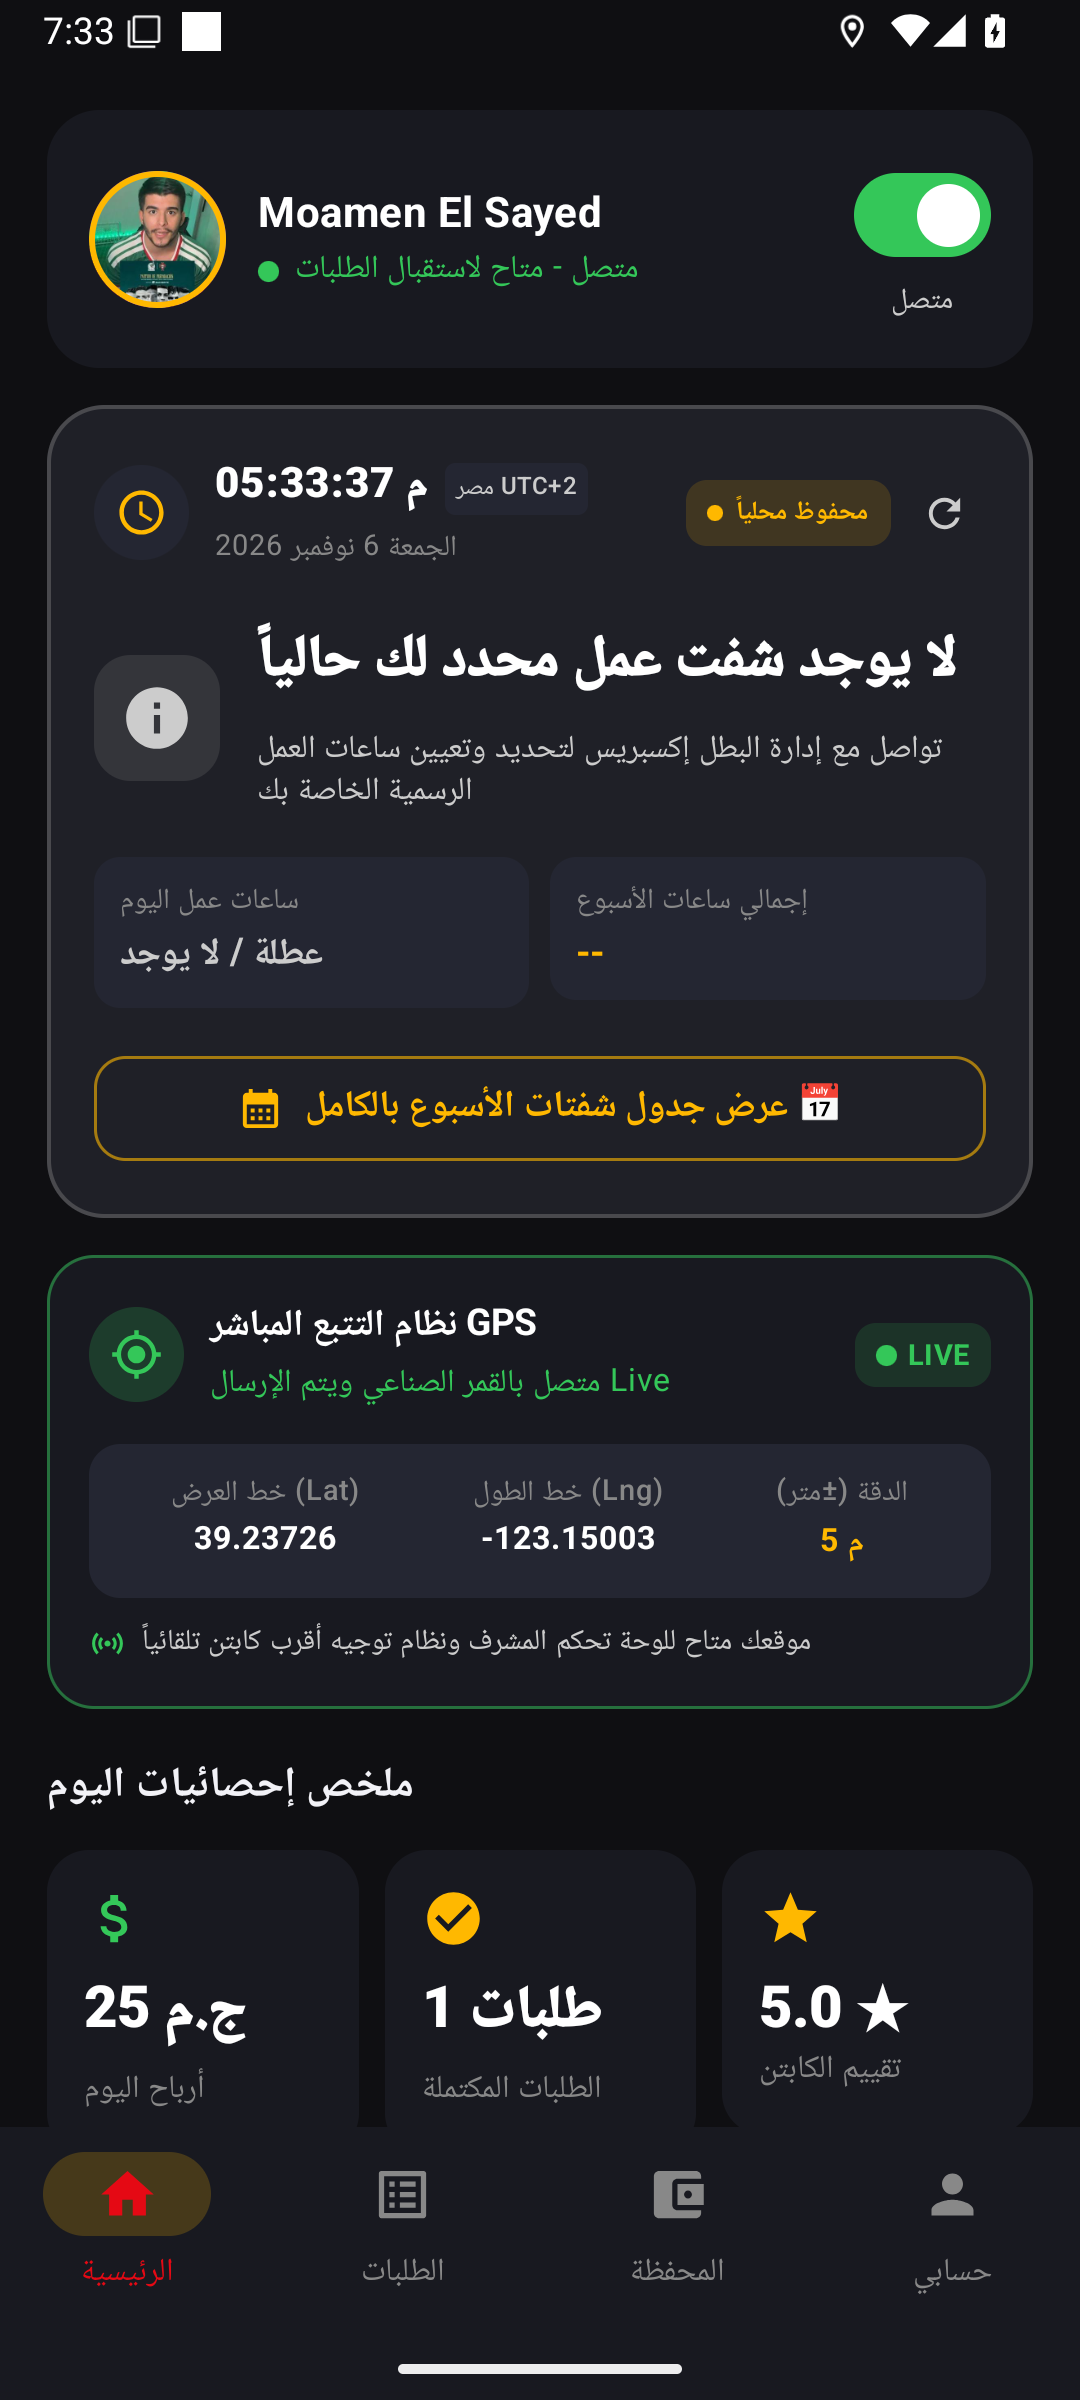 7:33
Moamen El Sayed
متصل - متاح لاستقبال الطلبات
متصل
05:33:37 م
UTC+2 مصر
الجمعة 6 نوفمبر 2026
محفوظ محلياً
لا يوجد شفت عمل محدد لك حالياً
تواصل مع إدارة البطل إكسبريس لتحديد وتعيين ساعات العمل
الرسمية الخاصة بك
ساعات عمل اليوم
عطلة / لا يوجد
إجمالي ساعات الأسبوع
--
📅 عرض جدول شفتات الأسبوع بالكامل
نظام التتبع المباشر GPS
متصل بالقمر الصناعي ويتم الإرسال Live
LIVE
خط العرض (Lat)
39.23726
خط الطول (Lng)
-123.15003
الدقة (±متر)
5 م
موقعك متاح للوحة تحكم المشرف ونظام توجيه أقرب كابتن تلقائياً
ملخص إحصائيات اليوم
25 ج.م
أرباح اليوم
1 طلبات
الطلبات المكتملة
5.0 ★
تقييم الكابتن
الرئيسية
الطلبات
المحفظة
حسابي